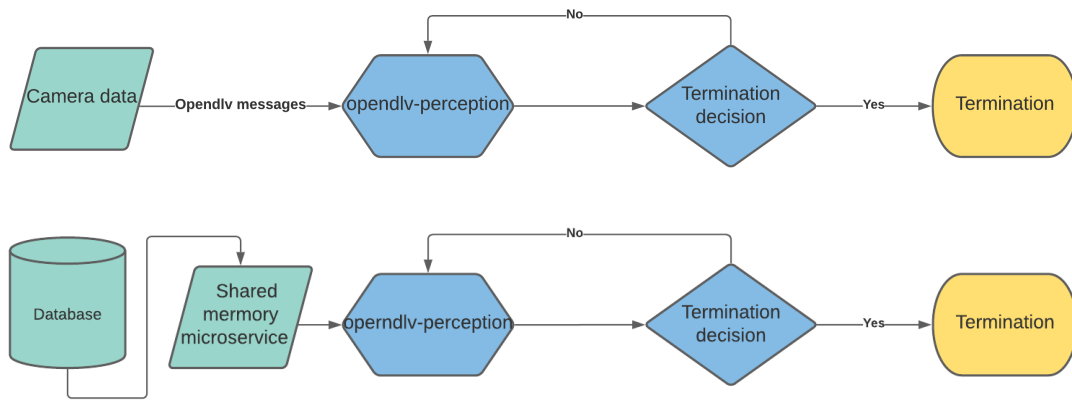 No
Camera data
Opendlv messages
opendlv-perception
Termination
decision
Yes
Termination
No
Database
Shared
mermory
microservice
operndlv-perception
Termination
decision
Yes
Termination